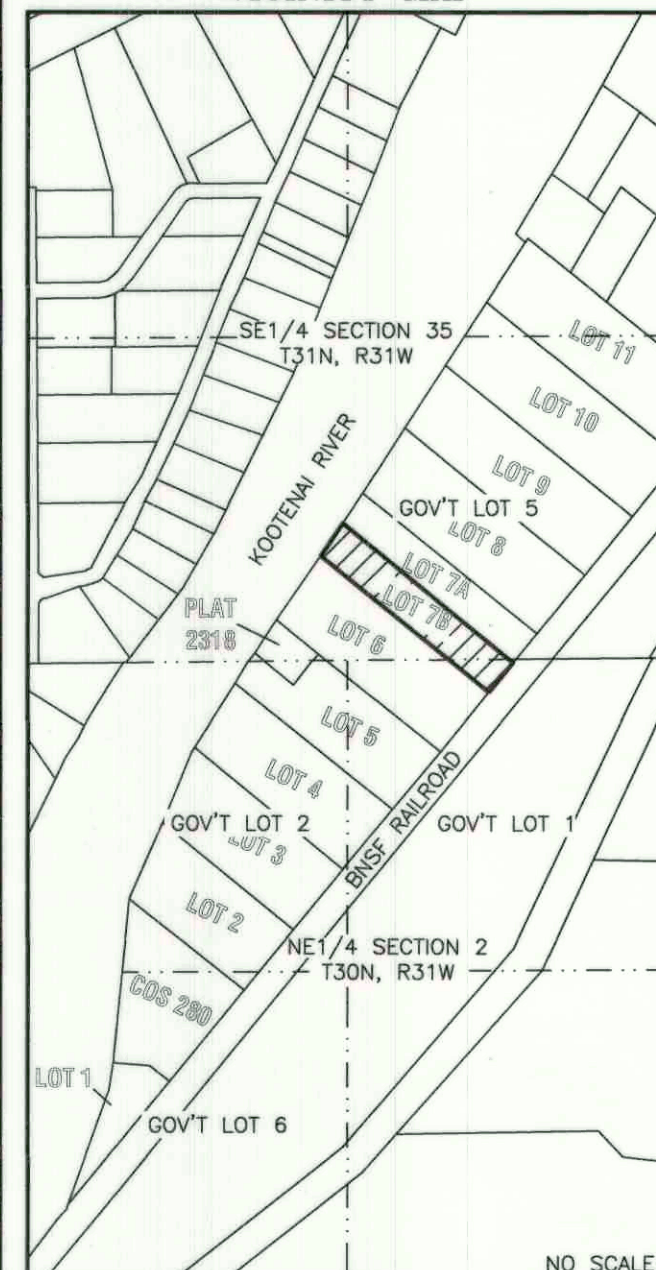 SE1/4 SECTION 35
T31N, R31W
LOT 11
LOT 10
KOOTENAI RIVER
LOT 9
GOV'T LOT 5
LOT 8
LOT 7A
LOT 7B
PLAT
2318
LOT 6
LOT 5
LOT 4
BNSF RAILROAD
GOV'T LOT 2
GOV'T LOT 1
LOT 3
LOT 2
NE1/4 SECTION 2
T30N, R31W
COS 280
LOT 1
GOV'T LOT 6
NO SCALE